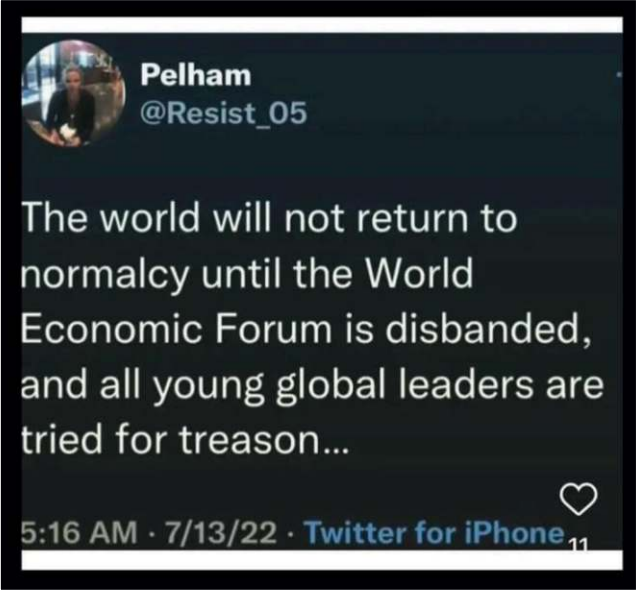 Pelham
@Resist_05
The world will not return to
normalcy until the World
Economic Forum is disbanded,
and all young global leaders are
tried for treason...
5:16 AM · 7/13/22 · Twitter for iPhone
11